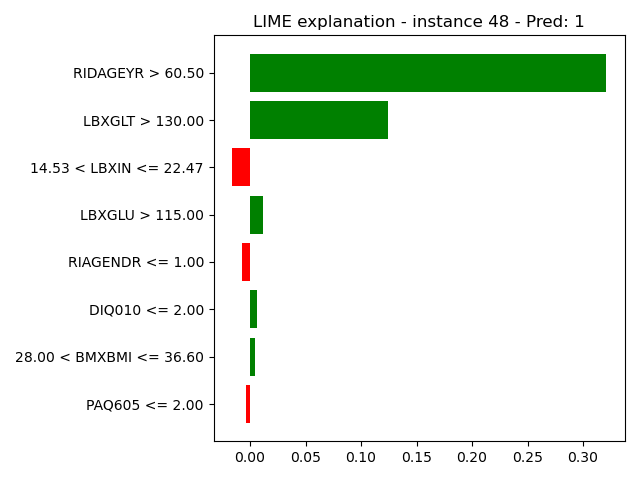 LIME explanation - instance 48 - Pred: 1
RIDAGEYR > 60.50
LBXGLT > 130.00
14.53 < LBXIN <= 22.47
LBXGLU > 115.00
RIAGENDR <= 1.00
DIQ010 <= 2.00
28.00 < BMXBMI <= 36.60
PAQ605 <= 2.00
0.00 0.05 0.10 0.15 0.20 0.25 0.30